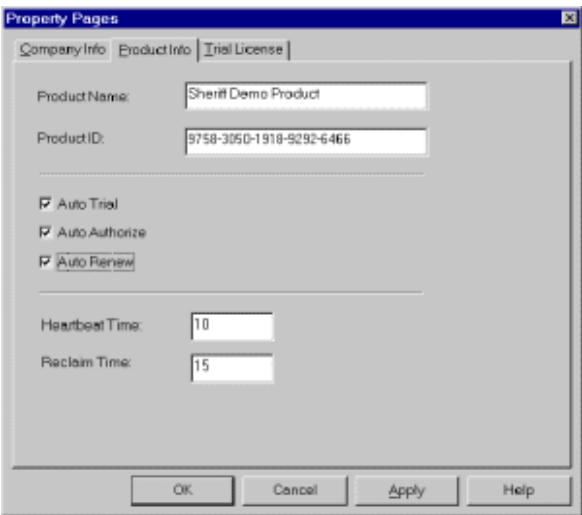 Property Pages
Company Info Product Info Trial License
Product Name: Sheriff Demo Product
Product ID: 9758-3050-1918-9292-6466
Auto Trial
Auto Authorize
Auto Renew
Heartbeat Time: 10
Reclaim Time: 15
OK Cancel Apply Help